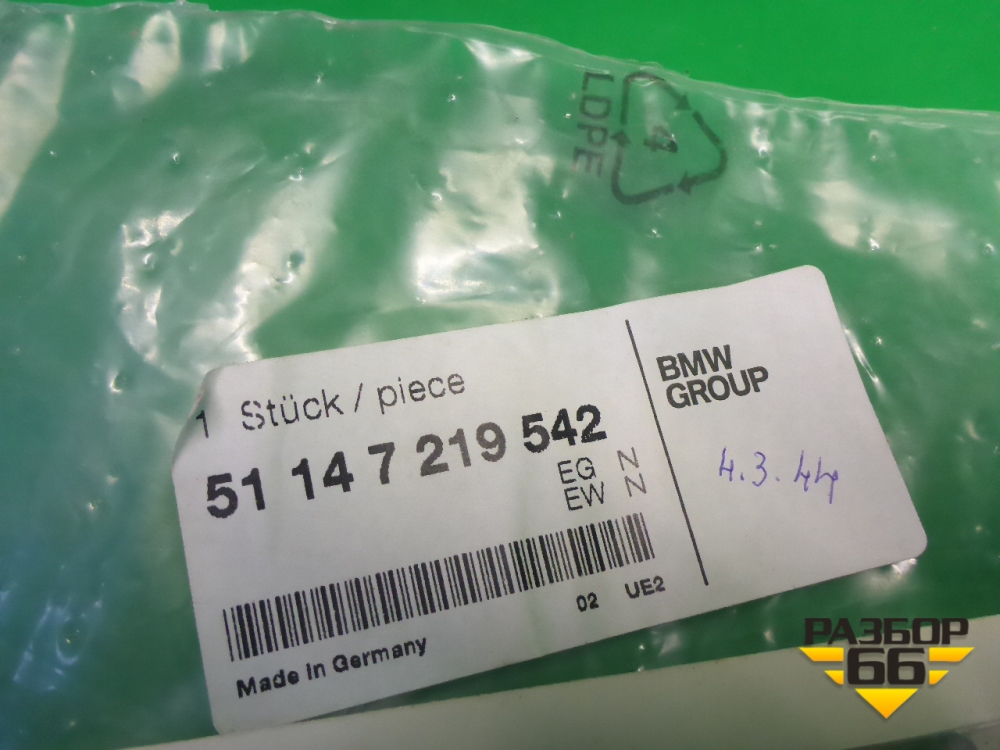 4
LDPE
1 Stück / piece
51 14 7 219 542
EG N
EW N
02 UE2
Made in Germany
BMW
GROUP
4.3.44
РАЗБОР
66